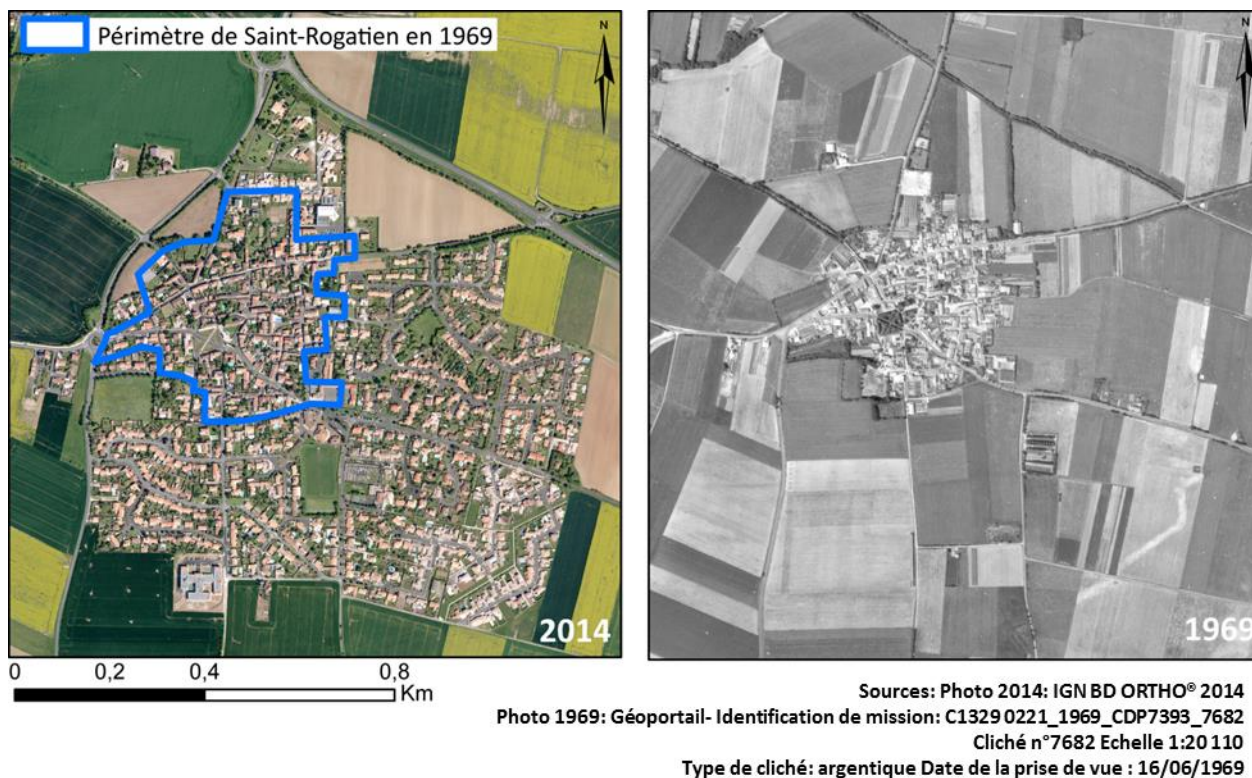 Périmètre de Saint-Rogatien en 1969
N
N
2014
1969
0 0,2 0,4 0,8
Km
Sources: Photo 2014: IGN BD ORTHO® 2014
Photo 1969: Géoportail- Identification de mission: C1329 0221_1969_CDP7393_7682
Cliché n°7682 Echelle 1:20 110
Type de cliché: argentique Date de la prise de vue : 16/06/1969